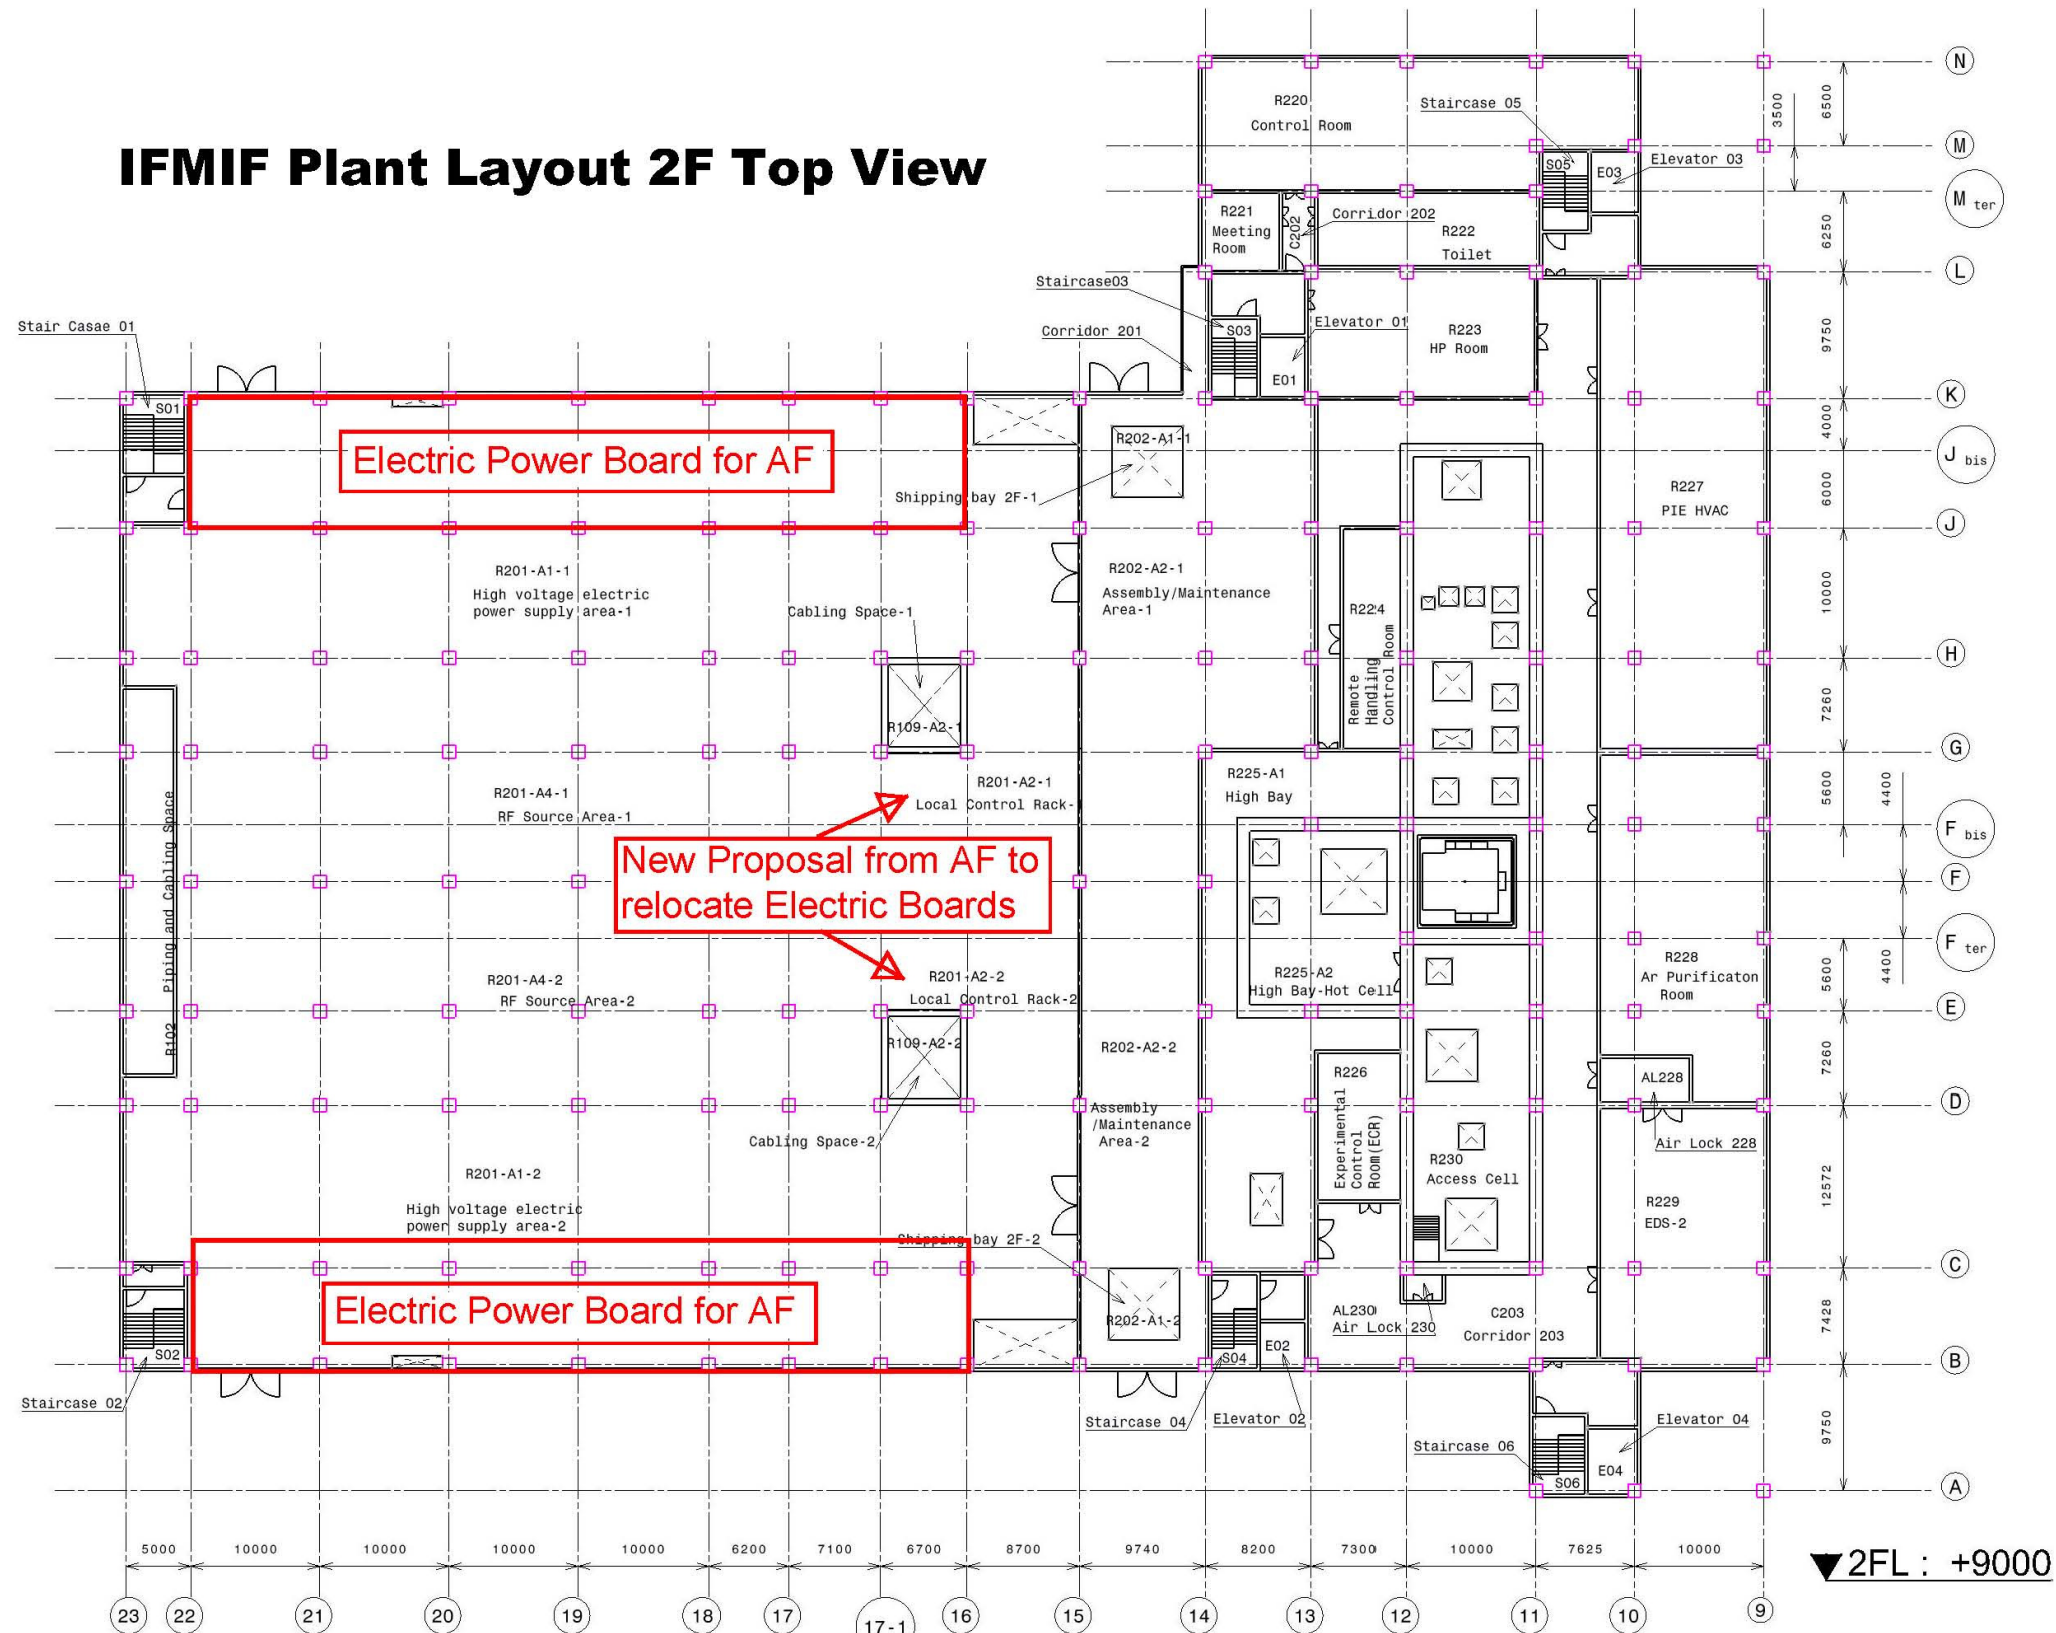 IFMIF Plant Layout 2F Top View
N
R220
Control Room
Staircase 05
3500
6500
M
S05
E03
Elevator 03
M ter
R221
Meeting
Room
C202
Corridor 202
R222
Toilet
6250
L
Staircase03
Corridor 201
S03
E01
Elevator 01
R223
HP Room
9750
Stair Casae 01
S01
K
Electric Power Board for AF
R202-A1-1
Shipping bay 2F-1
4000
J bis
R227
PIE HVAC
6000
J
R201-A1-1
High voltage electric
power supply area-1
Cabling Space-1
R202-A2-1
Assembly/Maintenance
Area-1
R224
Remote
Handling
Control Room
10000
H
R109-A2-1
7260
G
R201-A4-1
RF Source Area-1
R201-A2-1
Local Control Rack-
R225-A1
High Bay
5600
4400
F bis
New Proposal from AF to
relocate Electric Boards
F
R102 Piping and Cabling Space
F ter
R201-A4-2
RF Source Area-2
R201-A2-2
Local Control Rack-2
R225-A2
High Bay-Hot Cell
R228
Ar Purificaton
Room
5600
4400
E
R109-A2-2
R202-A2-2
R226
Experimental
Control
Room(ECR)
AL228
7260
D
Cabling Space-2
Assembly
/Maintenance
Area-2
Air Lock 228
R201-A1-2
High voltage electric
power supply area-2
R230
Access Cell
R229
EDS-2
12572
Shipping bay 2F-2
C
Electric Power Board for AF
R202-A1-2
AL230
Air Lock 230
C203
Corridor 203
7428
S02
S04
E02
B
Staircase 02
Staircase 04
Elevator 02
Staircase 06
Elevator 04
S06
E04
9750
A
5000
10000
10000
10000
10000
6200
7100
6700
8700
9740
8200
7300
10000
7625
10000
2FL : +9000
23
22
21
20
19
18
17
17-1
16
15
14
13
12
11
10
9